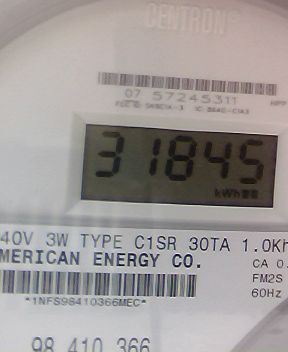 CENTRON®
07 57245311
31845
kWh
40V 3W TYPE C1SR 30TA 1.0Kh
MERICAN ENERGY CO.
CA 0.
FM2S
60Hz
*1NFS98410366MEC*
98 410 366